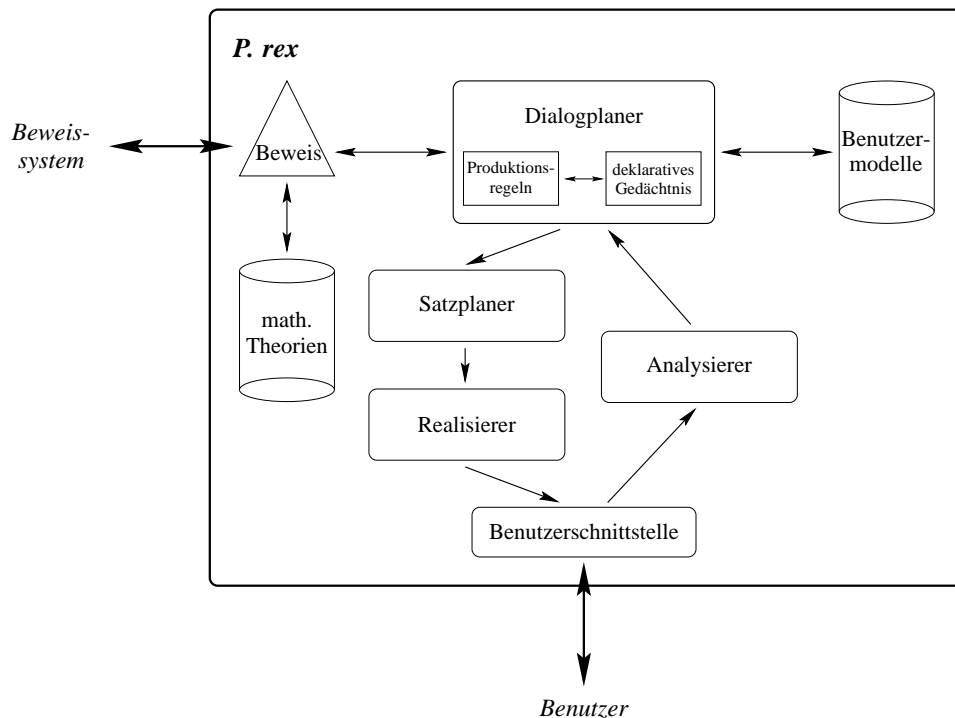 P. rex
Dialogplaner
Beweis-
system
Beweis
Benutzer-
modelle
Produktions-
regeln
deklaratives
Gedächtnis
Satzplaner
math.
Theorien
Analysierer
Realisierer
Benutzerschnittstelle
Benutzer